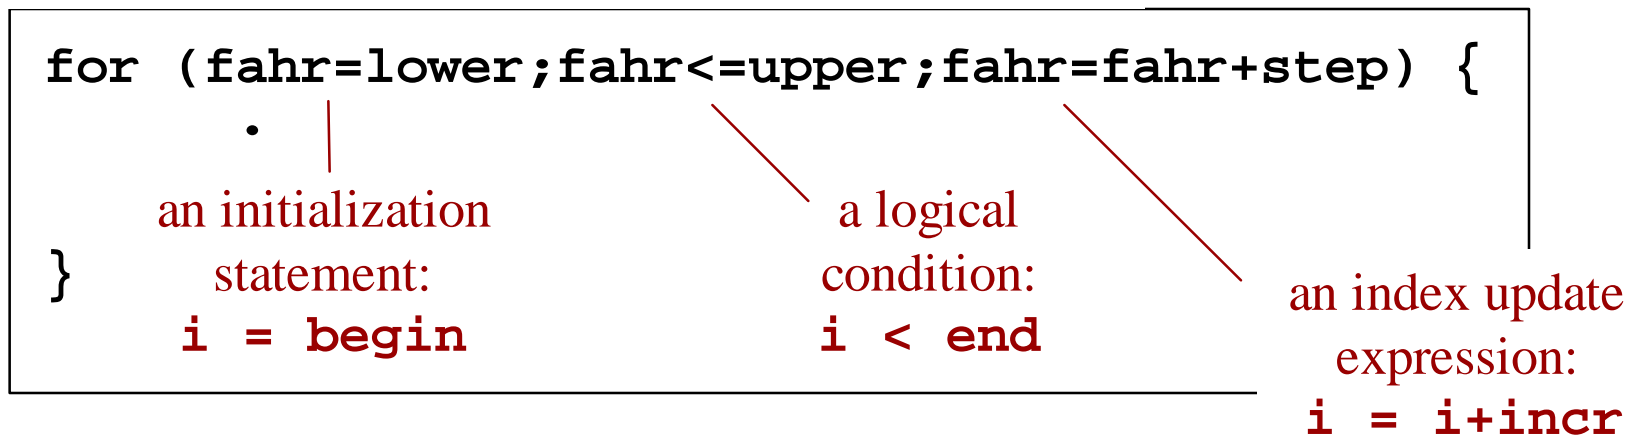 for (fahr=lower;fahr<=upper;fahr=fahr+step) {
.
an initialization
statement:
i = begin
a logical
condition:
i < end
an index update
expression:
i = i+incr
}